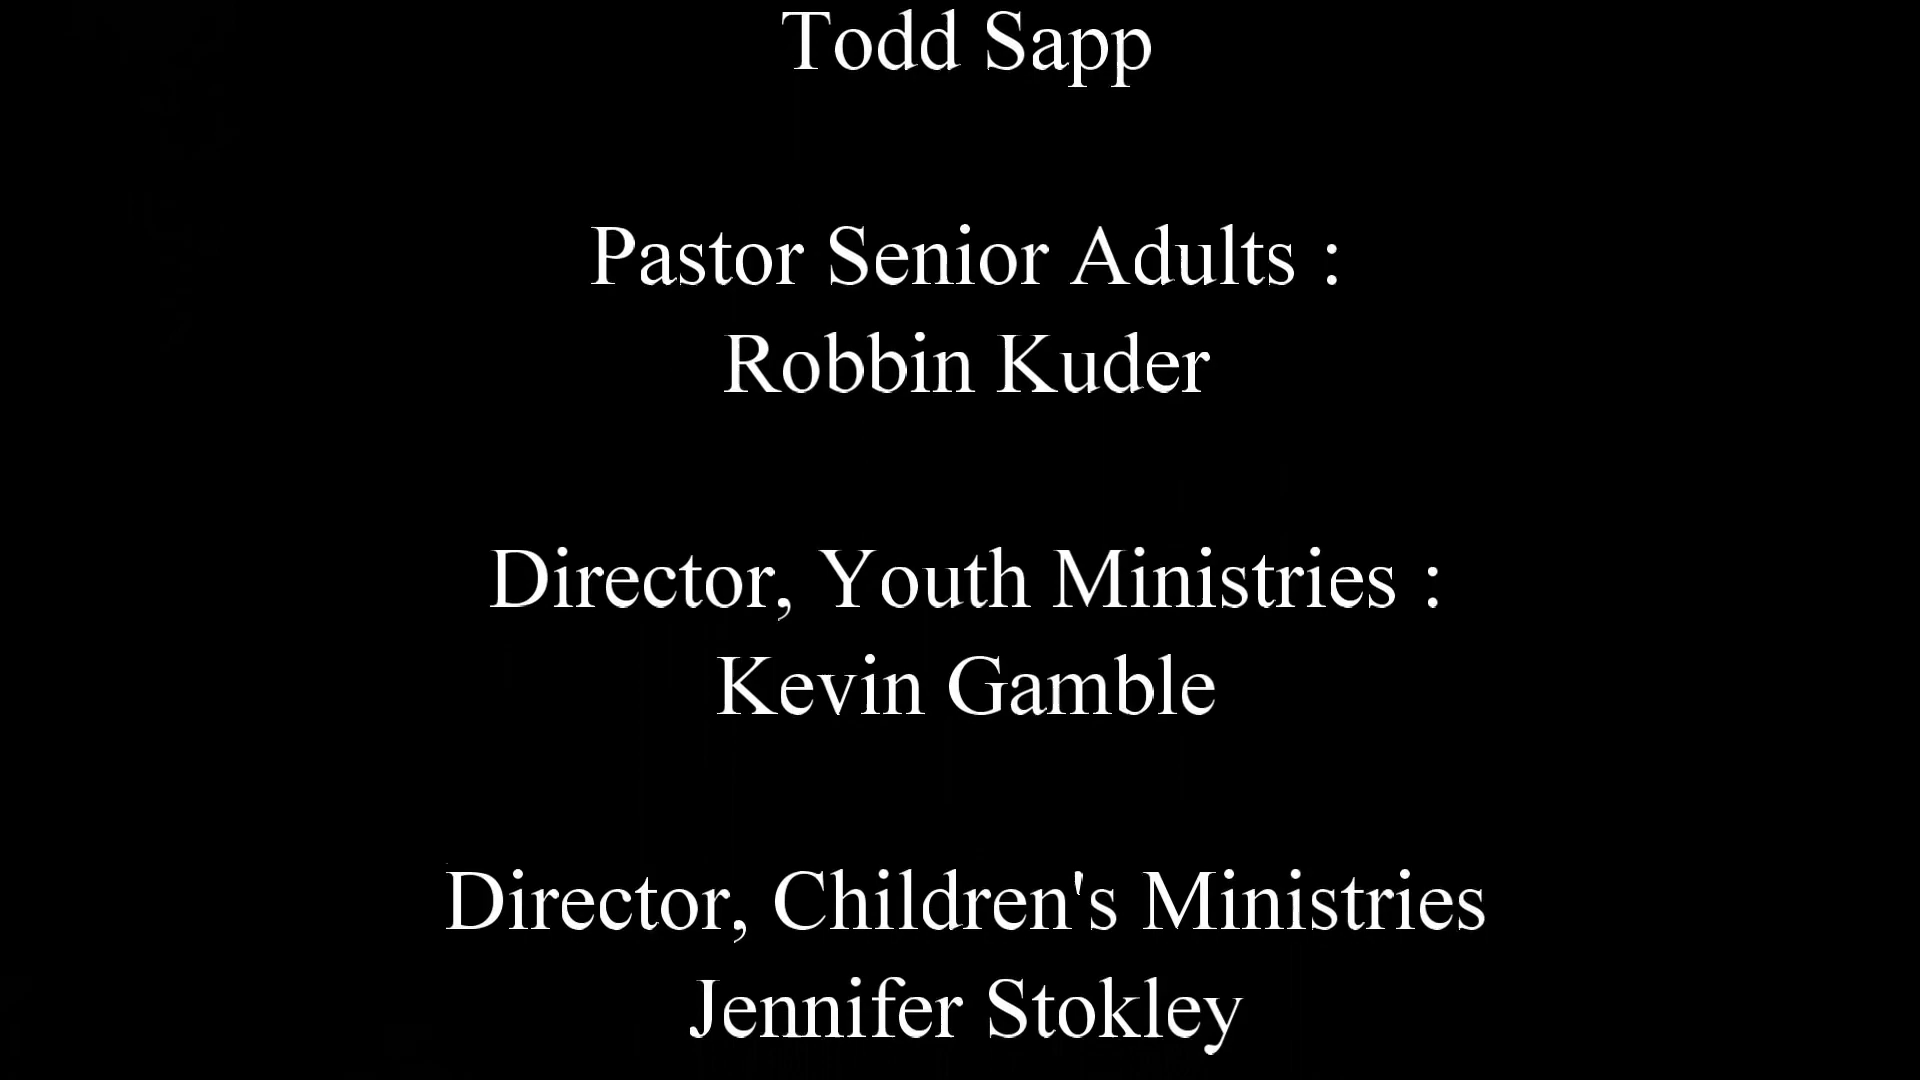 Todd Sapp
Pastor Senior Adults :
Robbin Kuder
Director, Youth Ministries :
Kevin Gamble
Director, Children's Ministries
Jennifer Stokley